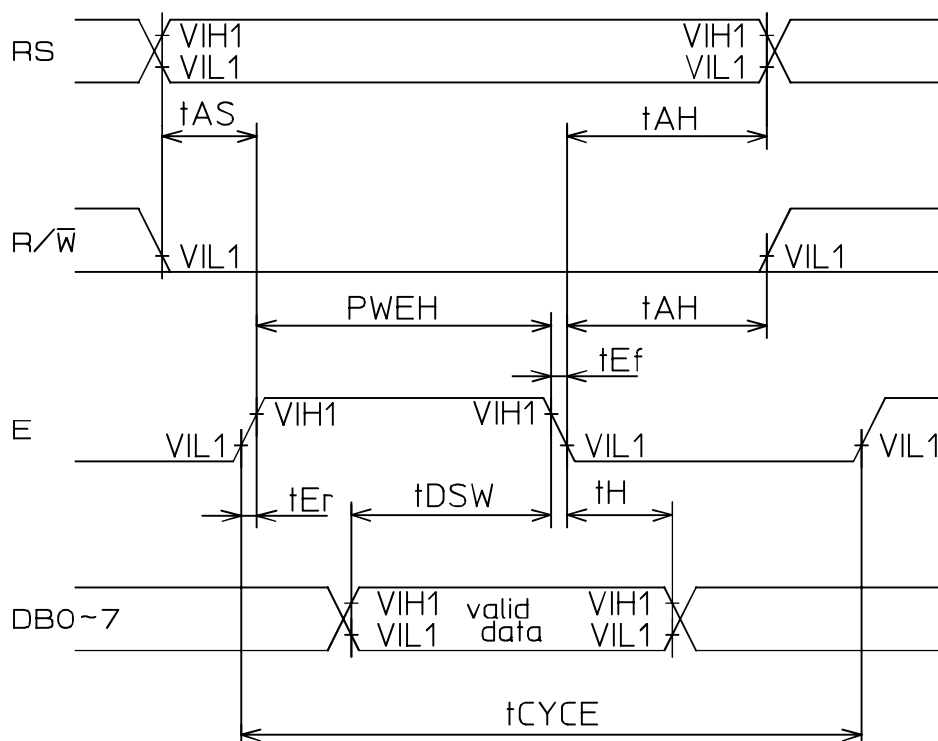 RS
VIH1
VIL1
VIH1
VIL1
tAS
tAH
R/W̅
VIL1
VIL1
PWEH
tAH
tEf
E
VIL1
VIH1
VIH1
VIL1
VIL1
tEr
tDSW
tH
DB0~7
VIH1
VIL1
valid
data
VIH1
VIL1
tCYCE